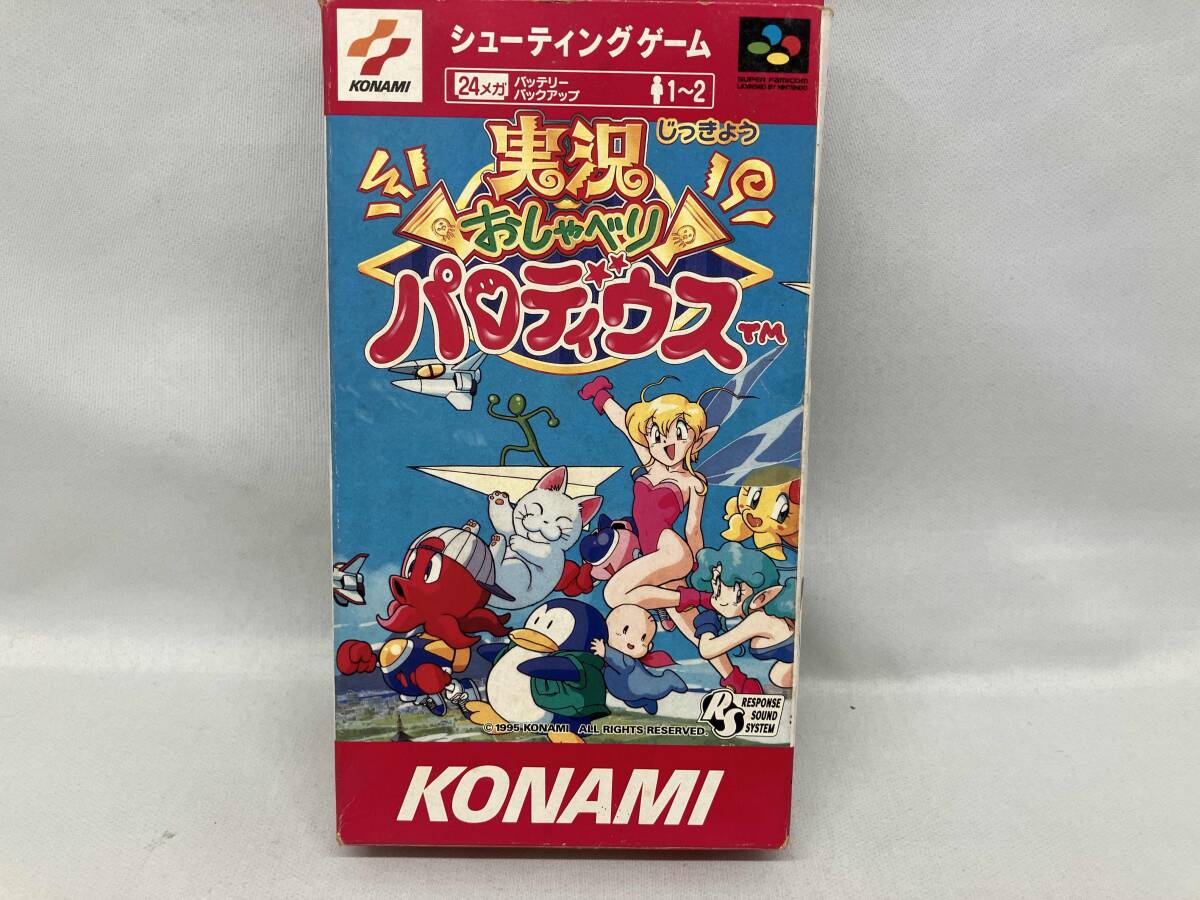 KONAMI
シューティングゲーム
24メガ
バッテリー
バックアップ
1〜2
SUPER FAMICOM
LICENSED BY NINTENDO
実況
じっきょう
おしゃべり
パロディウス
TM
RS
RESPONSE
SOUND
SYSTEM
© 1995 KONAMI ALL RIGHTS RESERVED.
KONAMI